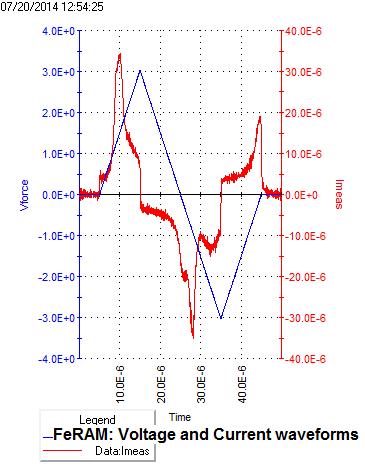 07/20/2014 12:54:25
4.0E+0 40.0E-6
3.0E+0 30.0E-6
2.0E+0 20.0E-6
1.0E+0 10.0E-6
0.0E+0 0.0E+0
-1.0E+0 -10.0E-6
-2.0E+0 -20.0E-6
-3.0E+0 -30.0E-6
-4.0E+0 -40.0E-6
Vforce
Imeas
10.0E-6 20.0E-6 30.0E-6 40.0E-6
Time
Legend
FeRAM: Voltage and Current waveforms
Data:Imeas